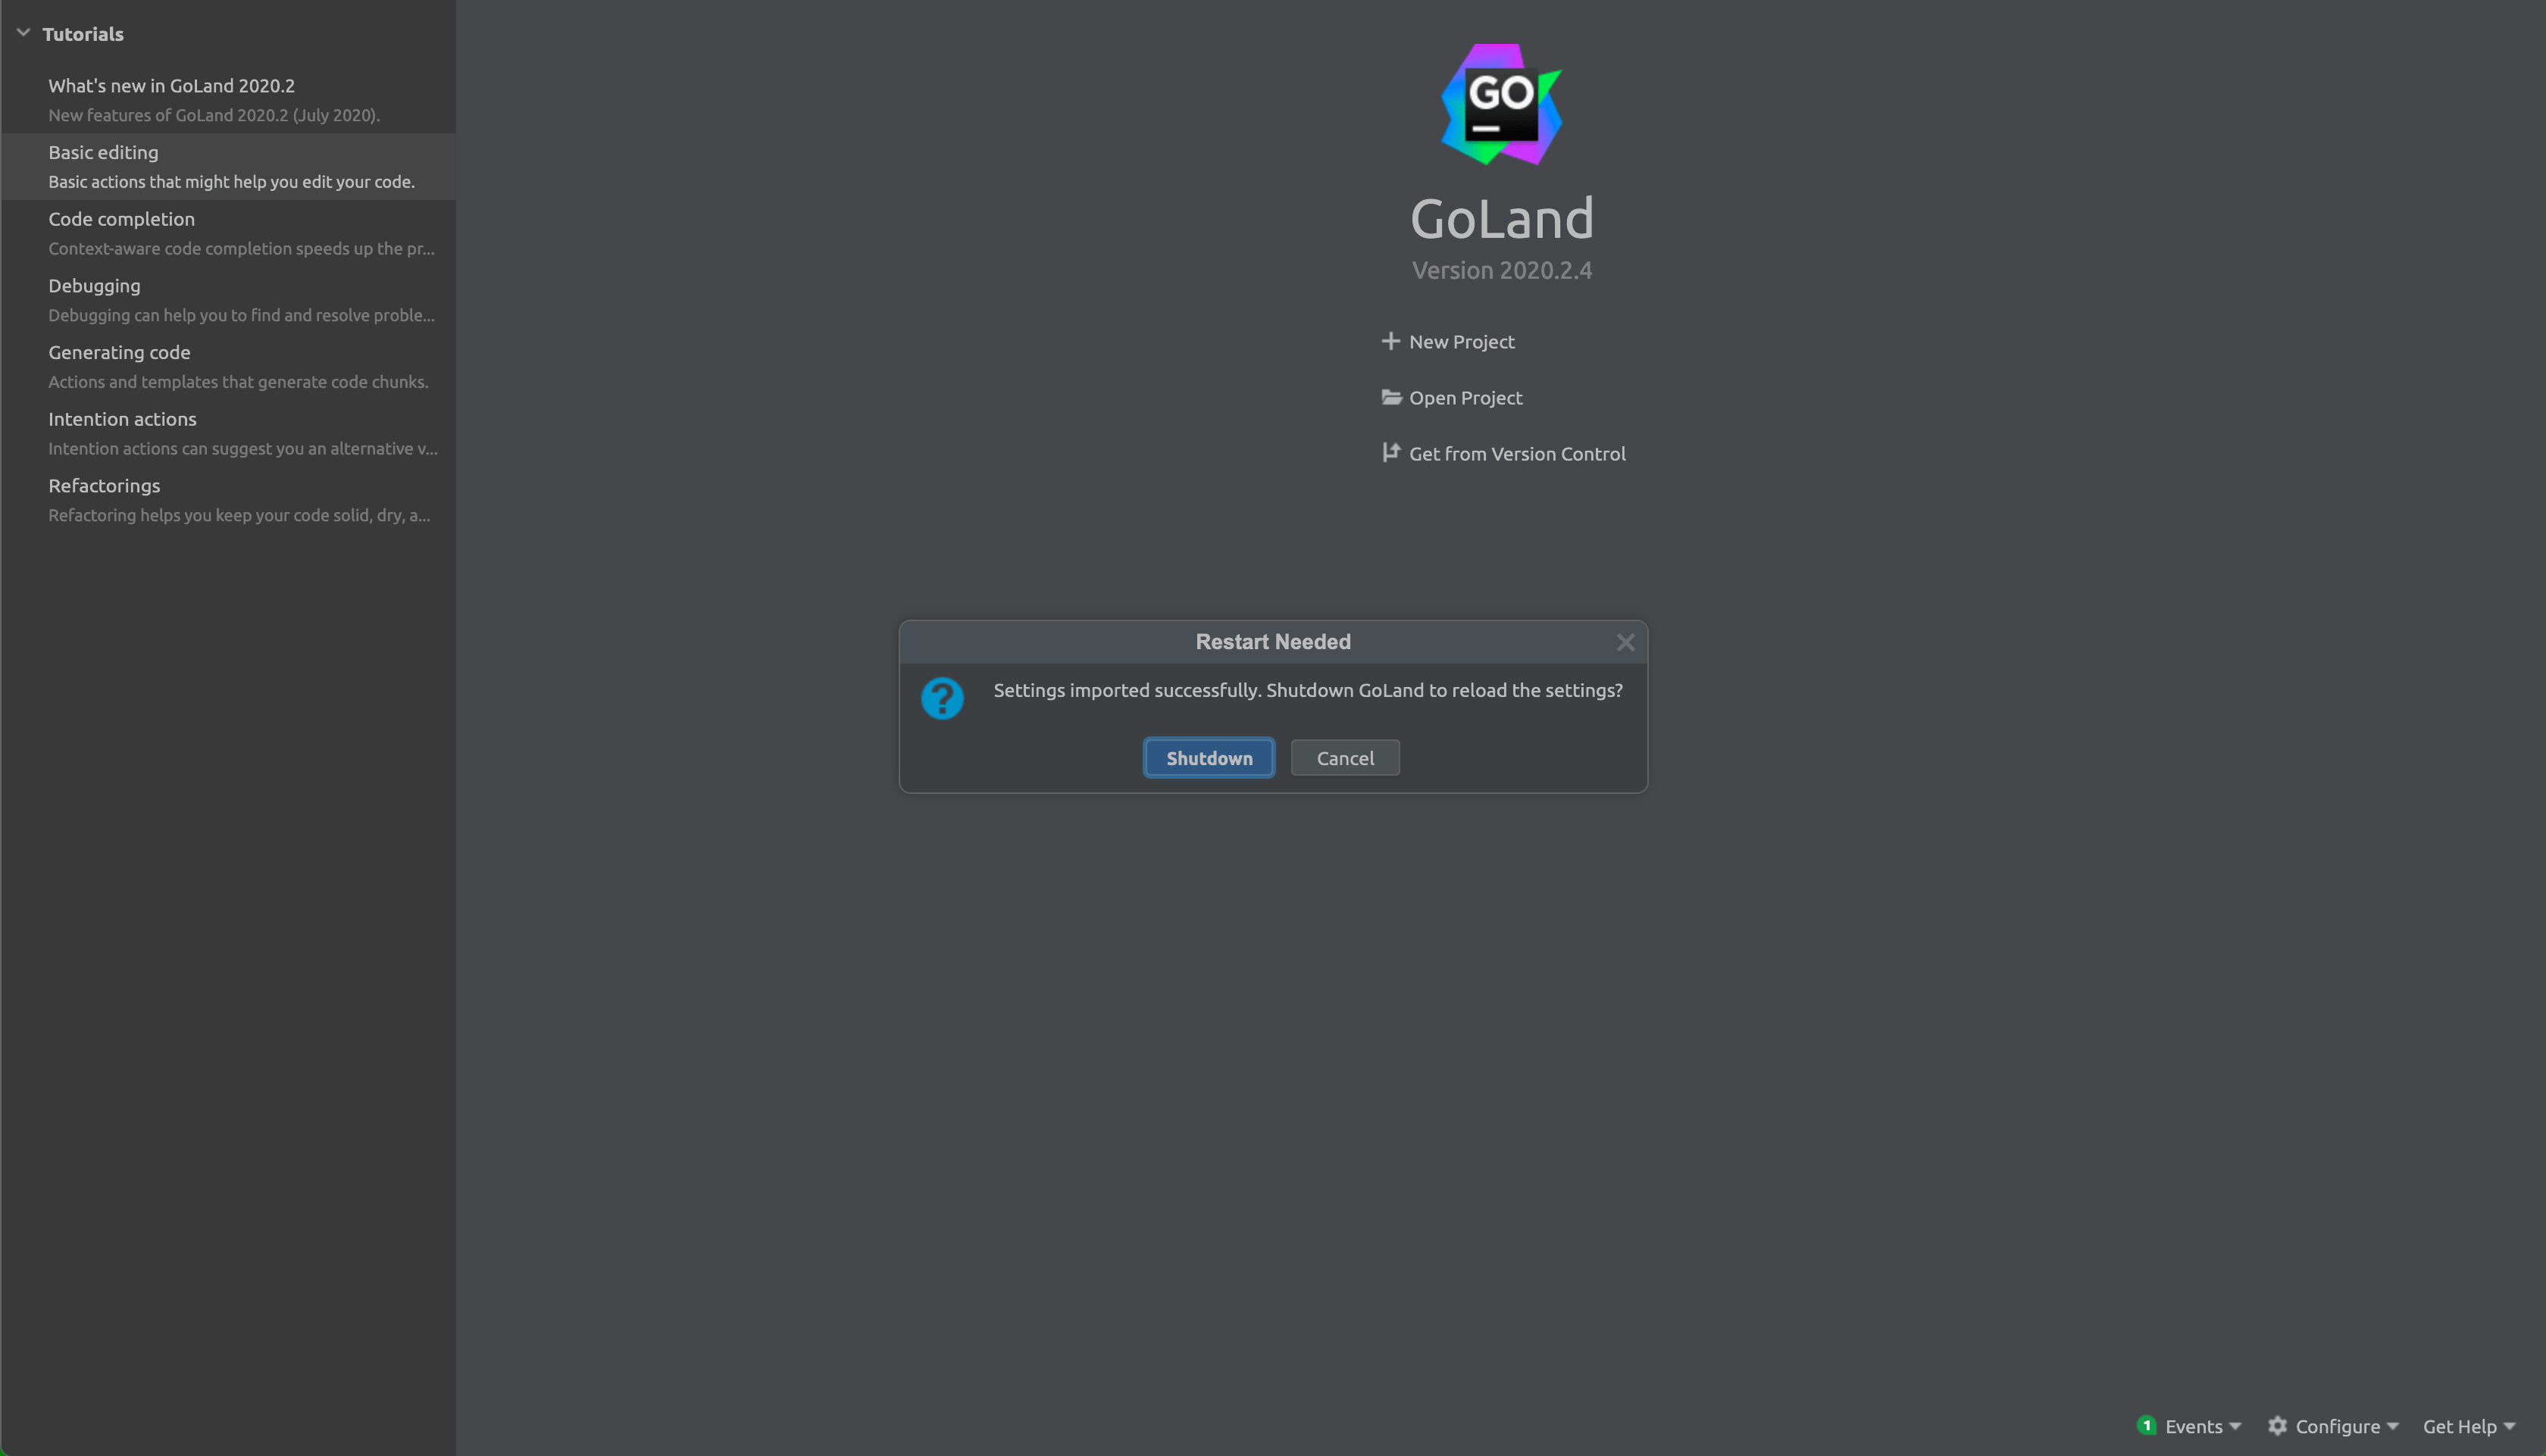 Tutorials
What's new in GoLand 2020.2
New features of GoLand 2020.2 (July 2020).
Basic editing
Basic actions that might help you edit your code.
Code completion
Context-aware code completion speeds up the pr...
Debugging
Debugging can help you to find and resolve proble...
Generating code
Actions and templates that generate code chunks.
Intention actions
Intention actions can suggest you an alternative v...
Refactorings
Refactoring helps you keep your code solid, dry, a...
GO
GoLand
Version 2020.2.4
New Project
Open Project
Get from Version Control
Restart Needed
Settings imported successfully. Shutdown GoLand to reload the settings?
Shutdown Cancel
1 Events Configure Get Help